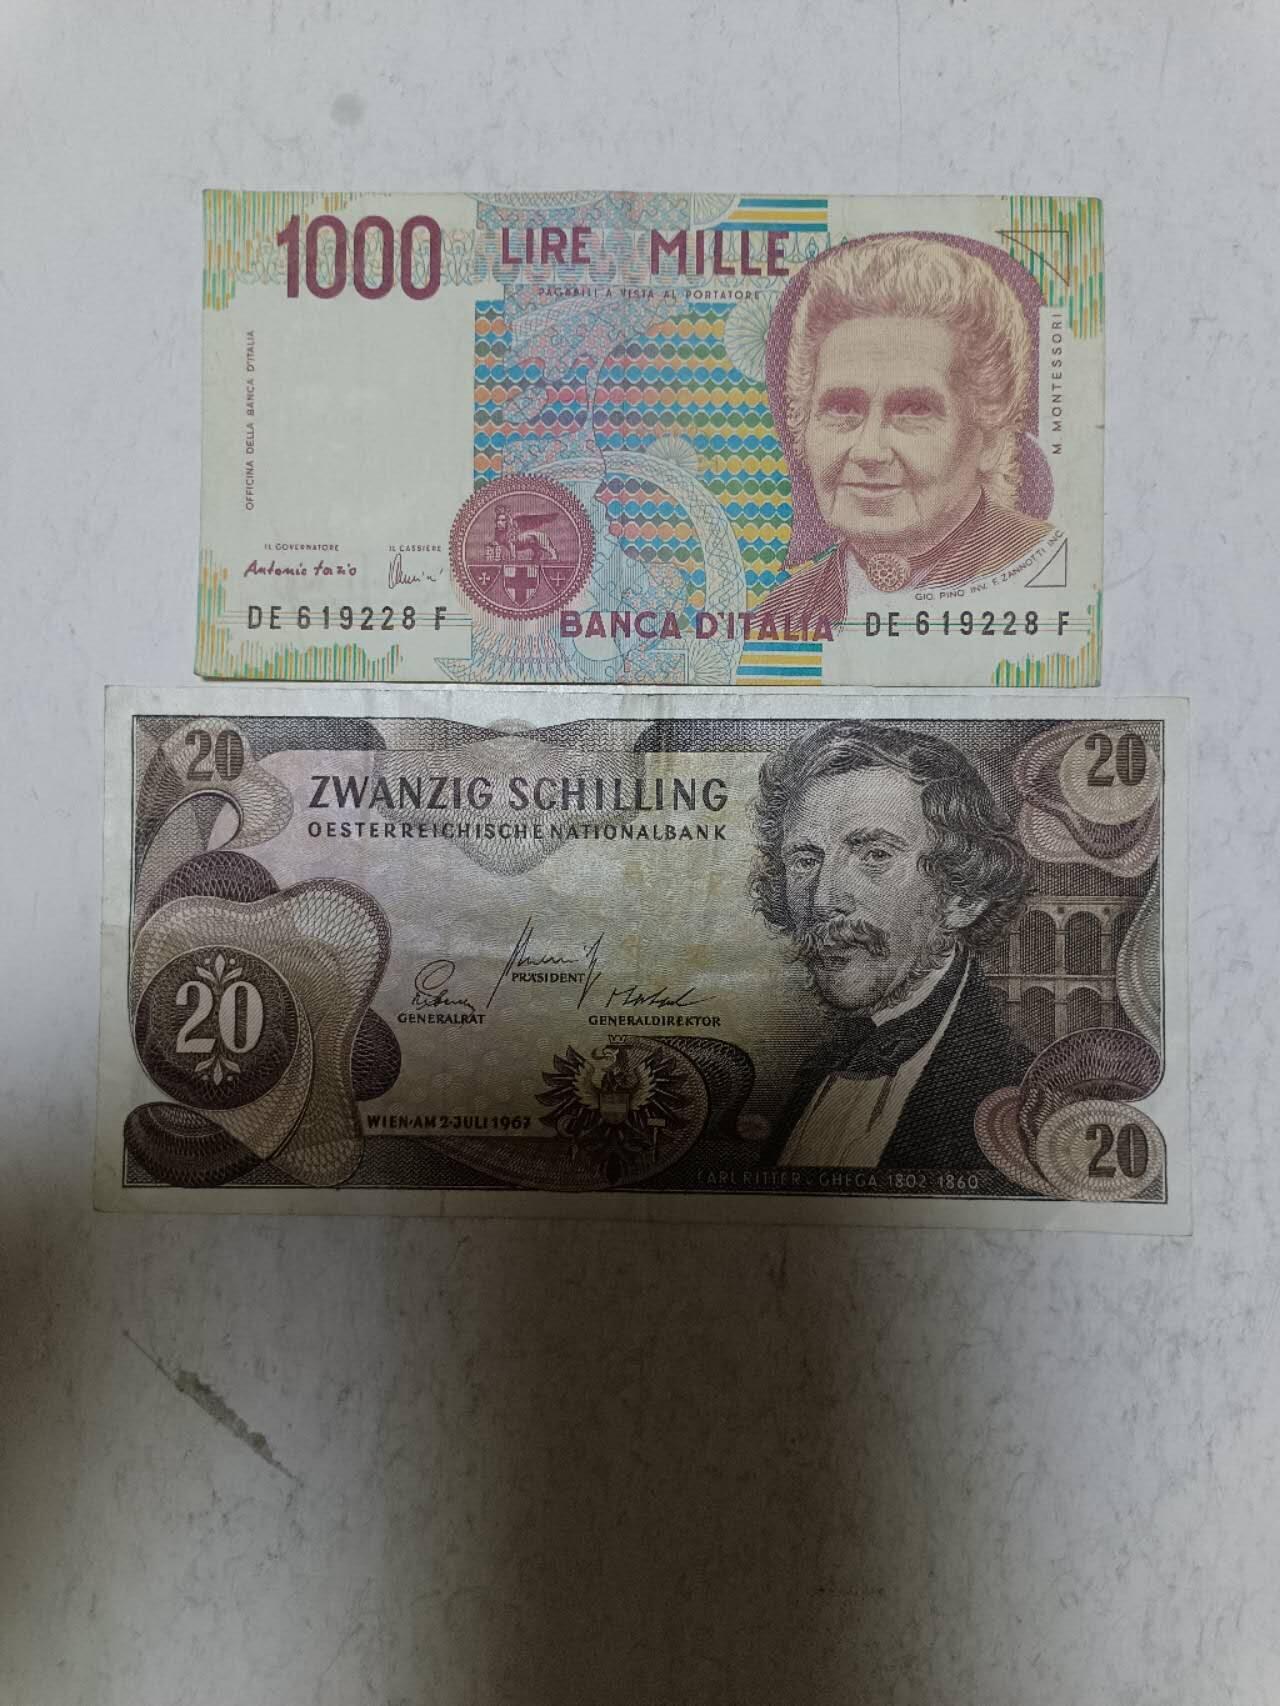 1000 LIRE MILLE
PAGABILI A VISTA AL PORTATORE
OFFICINA DELLA BANCA D'ITALIA
M. MONTESSORI
IL GOVERNATORE IL CASSIERE
Antonio Fazio
GIO. PINO INV. F. ZANNOTTI INC.
DE 619228 F BANCA D'ITALIA DE 619228 F
20 20
ZWANZIG SCHILLING
OESTERREICHISCHE NATIONALBANK
PRÄSIDENT
20
GENERALRAT GENERALDIREKTOR
WIEN·AM 2·JULI 1967
20
CARL RITTER v. GHEGA 1802-1860